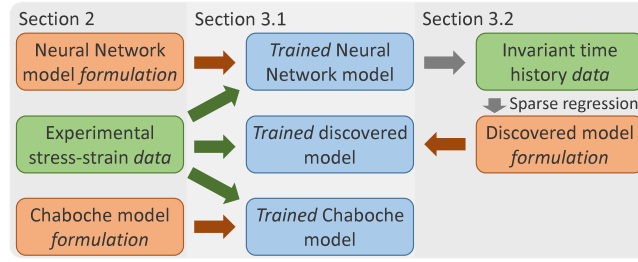 Section 2
Section 3.1
Section 3.2
Neural Network
model formulation
Trained Neural
Network model
Invariant time
history data
Sparse regression
Experimental
stress-strain data
Trained discovered
model
Discovered model
formulation
Chaboche model
formulation
Trained Chaboche
model